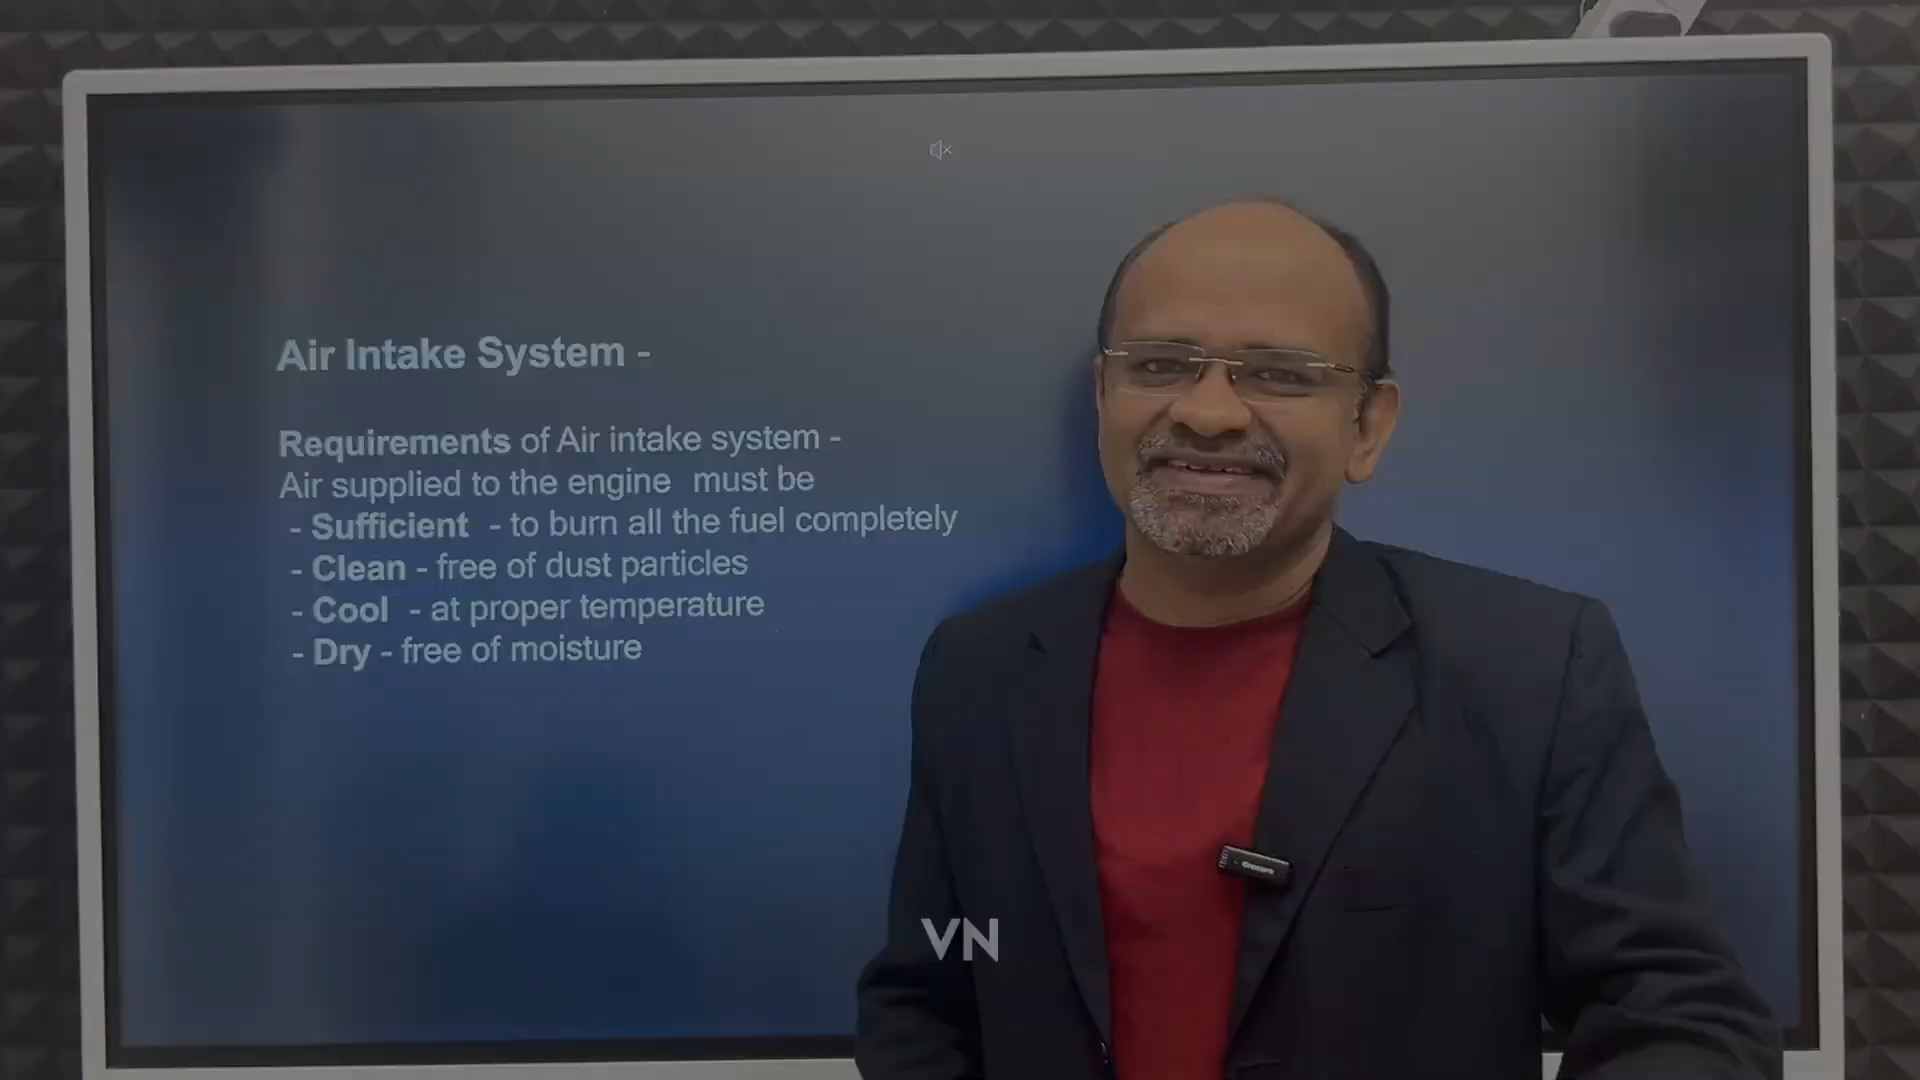 Air Intake System -
Requirements of Air intake system -
Air supplied to the engine must be
- Sufficient - to burn all the fuel completely
- Clean - free of dust particles
- Cool - at proper temperature
- Dry - free of moisture
VN